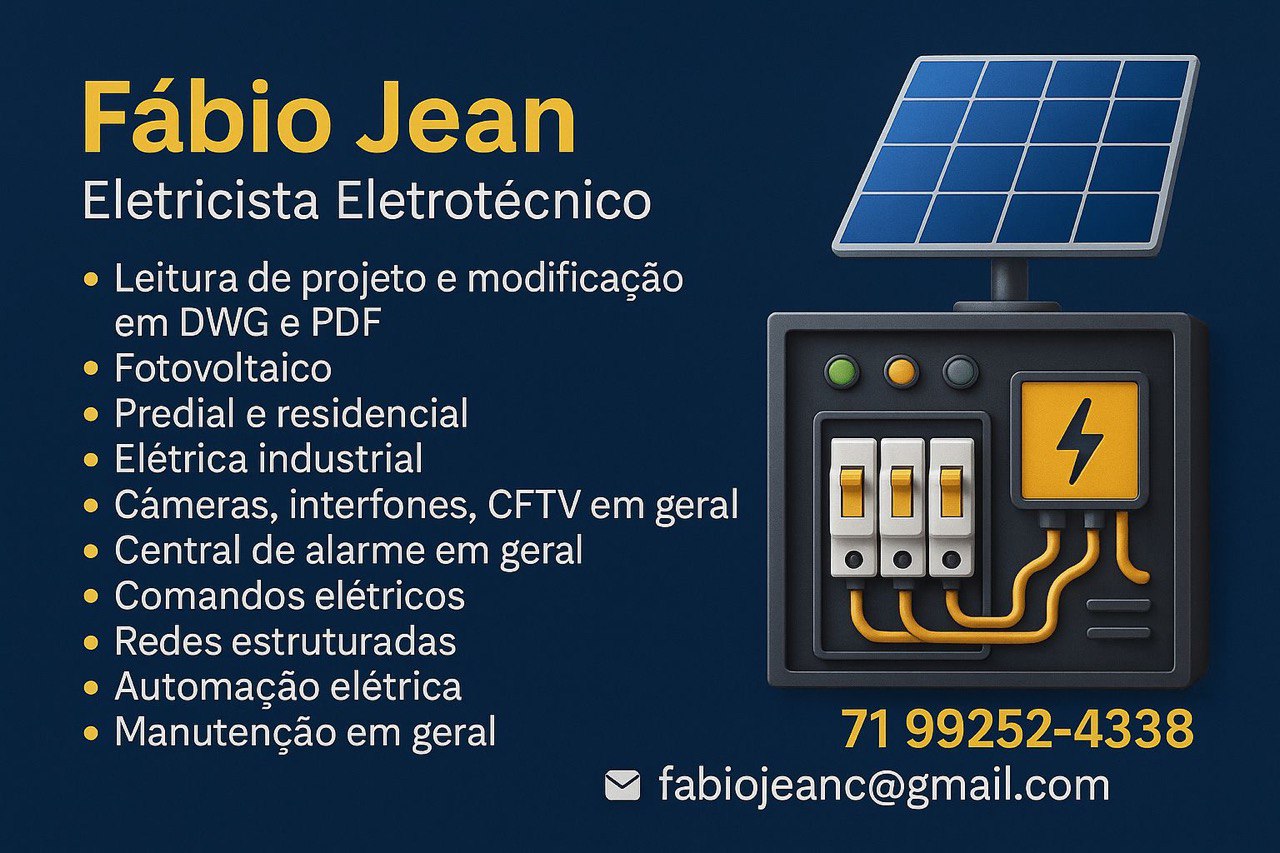 Fábio Jean
Eletricista Eletrotécnico
• Leitura de projeto e modificação
em DWG e PDF
• Fotovoltaico
• Predial e residencial
• Elétrica industrial
• Cámeras, interfones, CFTV em geral
• Central de alarme em geral
• Comandos elétricos
• Redes estruturadas
• Automação elétrica
• Manutenção em geral
71 99252-4338
fabiojeanc@gmail.com